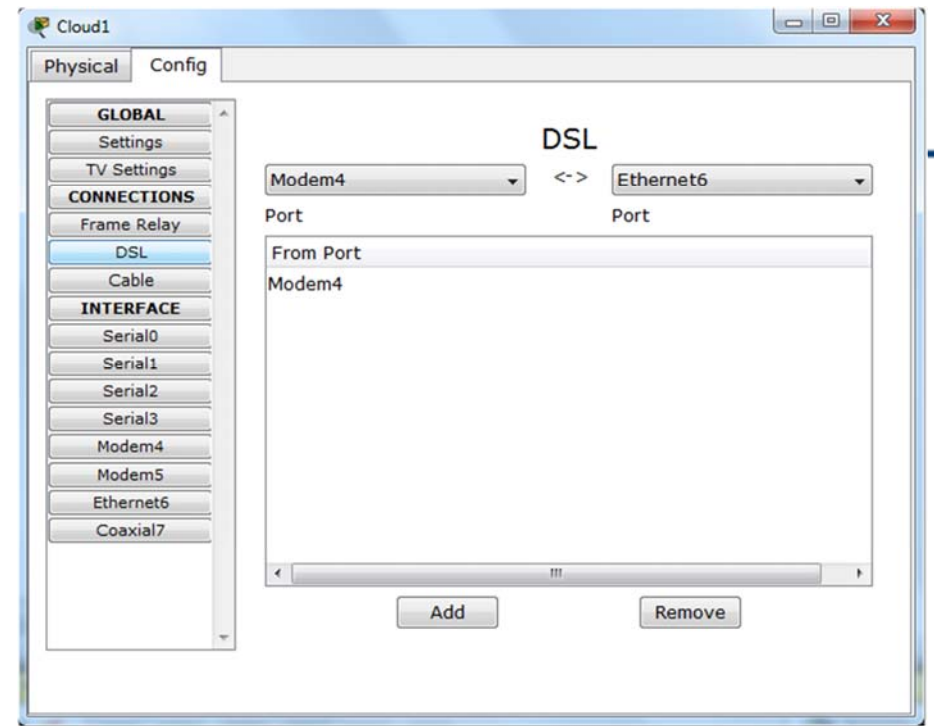 Cloud1
Physical Config
GLOBAL
Settings
TV Settings
CONNECTIONS
Frame Relay
DSL
Cable
INTERFACE
Serial0
Serial1
Serial2
Serial3
Modem4
Modem5
Ethernet6
Coaxial7
DSL
Modem4 <-> Ethernet6
Port Port
From Port
Modem4
Add Remove